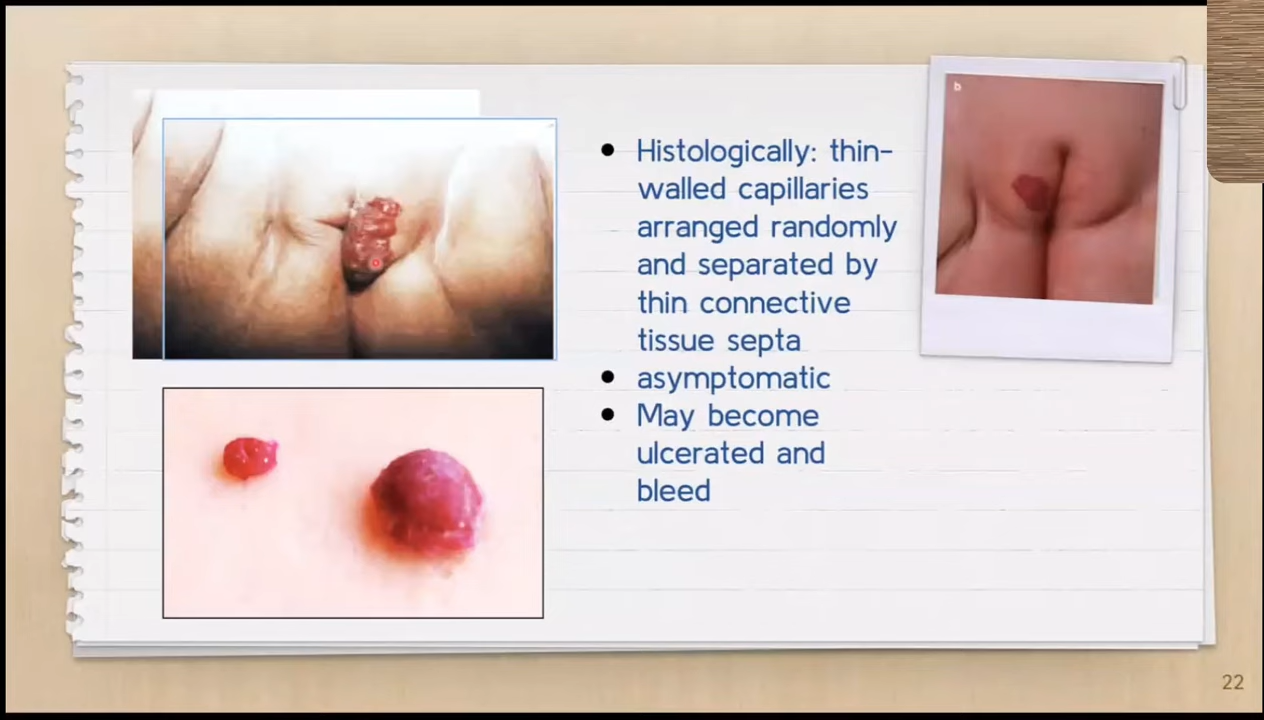 Histologically: thin-
walled capillaries
arranged randomly
and separated by
thin connective
tissue septa
asymptomatic
May become
ulcerated and
bleed
b
22